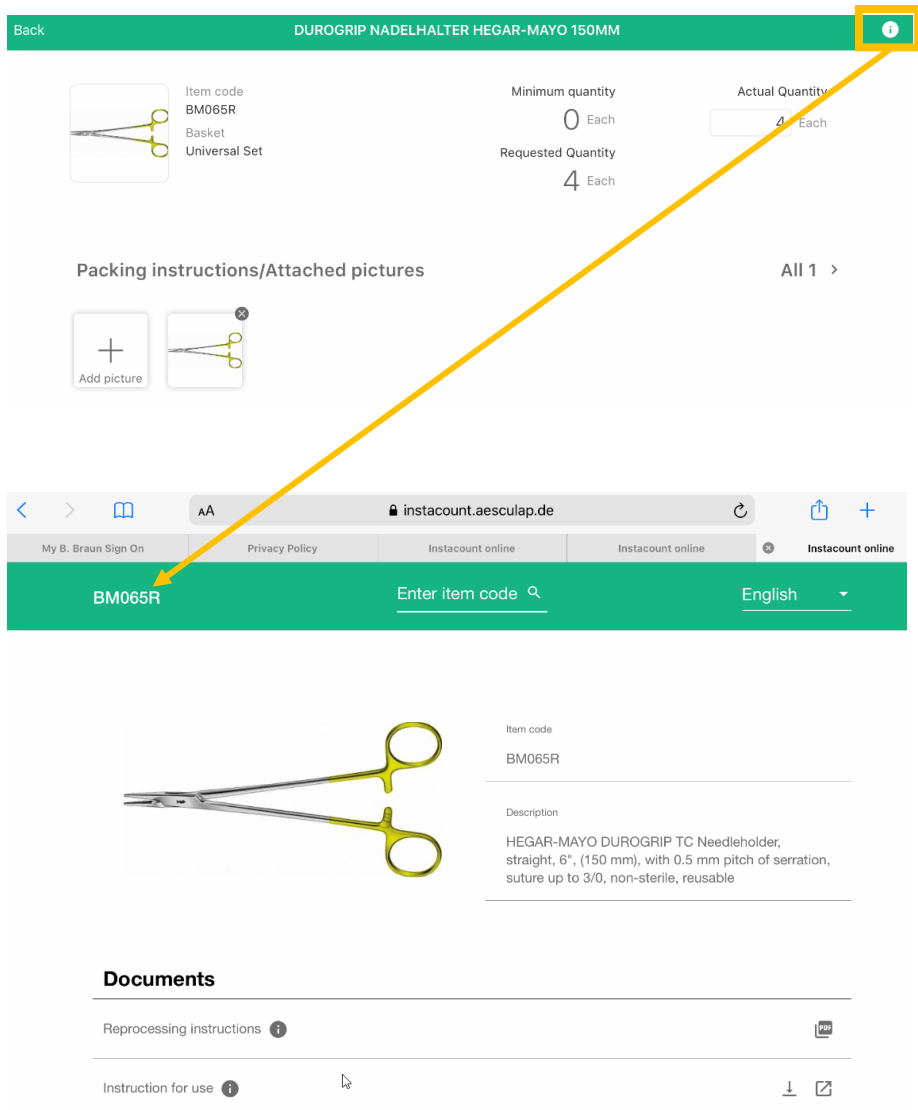 Back
DUROGRIP NADELHALTER HEGAR-MAYO 150MM
Item code
BM065R
Basket
Universal Set
Minimum quantity
0 Each
Requested Quantity
4 Each
Actual Quantity
4 Each
Packing instructions/Attached pictures
All 1
Add picture
AA
instacount.aesculap.de
My B. Braun Sign On
Privacy Policy
Instacount online
Instacount online
Instacount online
BM065R
Enter item code
English
Item code
BM065R
Description
HEGAR-MAYO DUROGRIP TC Needleholder,
straight, 6", (150 mm), with 0.5 mm pitch of serration,
suture up to 3/0, non-sterile, reusable
Documents
Reprocessing instructions
PDF
Instruction for use